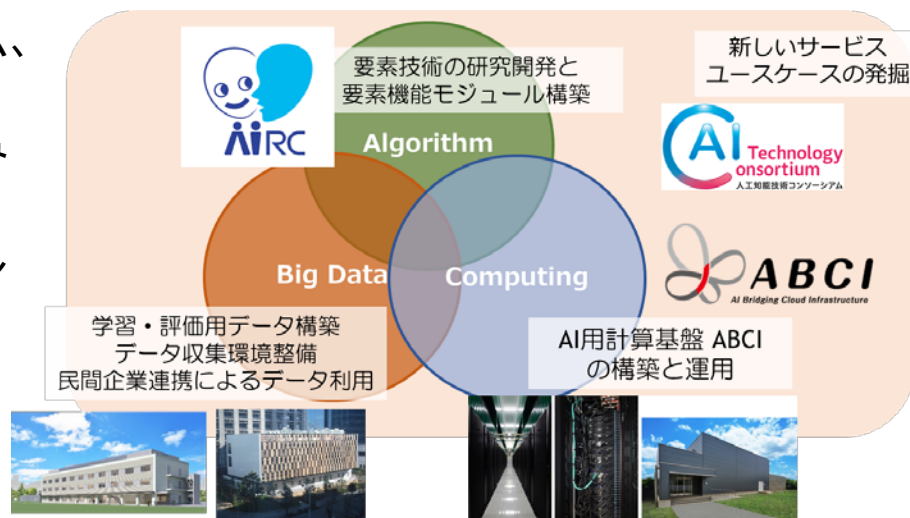 要素技術の研究開発と
要素機能モジュール構築
AIRC
Algorithm
新しいサービス
ユースケースの発掘
AI Technology
Consortium
人工知能技術コンソーシアム
Big Data
Computing
ABCI
AI Bridging Cloud Infrastructure
学習・評価用データ構築
データ収集環境整備
民間企業連携によるデータ利用
AI用計算基盤 ABCI
の構築と運用